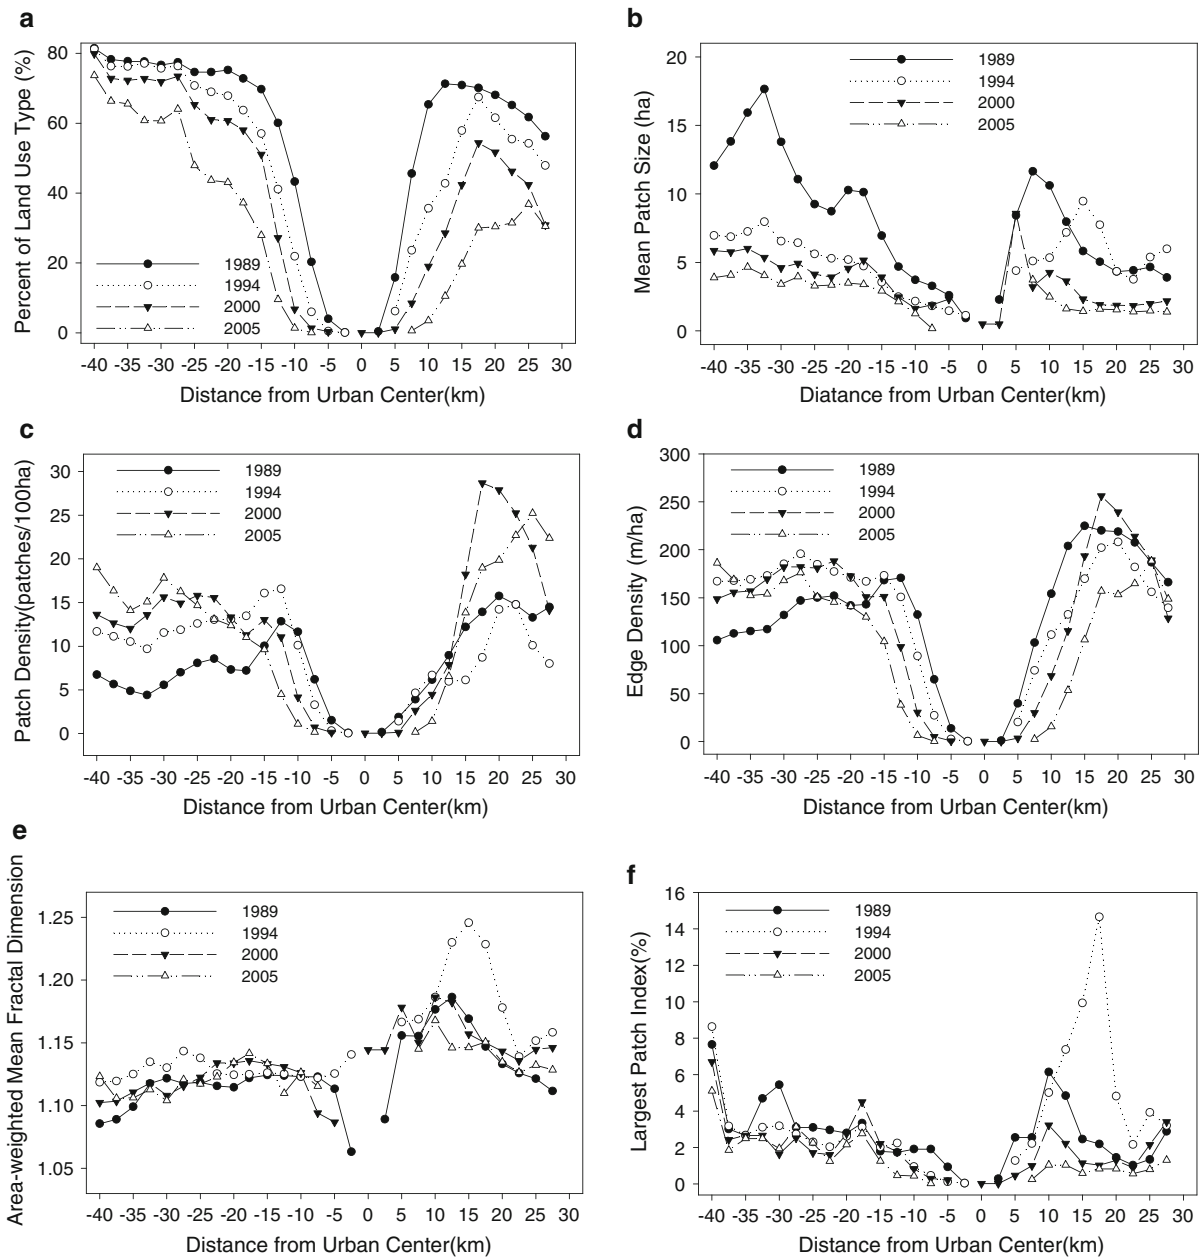 a
Percent of Land Use Type (%)
80
60
40
20
0
1989
1994
2000
2005
-40 -35 -30 -25 -20 -15 -10 -5 0 5 10 15 20 25 30
Distance from Urban Center(km)
b
Mean Patch Size (ha)
20
15
10
5
0
1989
1994
2000
2005
-40 -35 -30 -25 -20 -15 -10 -5 0 5 10 15 20 25 30
Diatance from Urban Center(km)
c
Patch Density(patches/100ha)
30
25
20
15
10
5
0
1989
1994
2000
2005
-40 -35 -30 -25 -20 -15 -10 -5 0 5 10 15 20 25 30
Distance from Urban Center(km)
d
Edge Density (m/ha)
300
250
200
150
100
50
0
1989
1994
2000
2005
-40 -35 -30 -25 -20 -15 -10 -5 0 5 10 15 20 25 30
Distance from Urban Center(km)
e
Area-weighted Mean Fractal Dimension
1.25
1.20
1.15
1.10
1.05
1989
1994
2000
2005
-40 -35 -30 -25 -20 -15 -10 -5 0 5 10 15 20 25 30
Distance from Urban Center(km)
f
Largest Patch Index(%)
16
14
12
10
8
6
4
2
0
1989
1994
2000
2005
-40 -35 -30 -25 -20 -15 -10 -5 0 5 10 15 20 25 30
Distance from Urban Center(km)